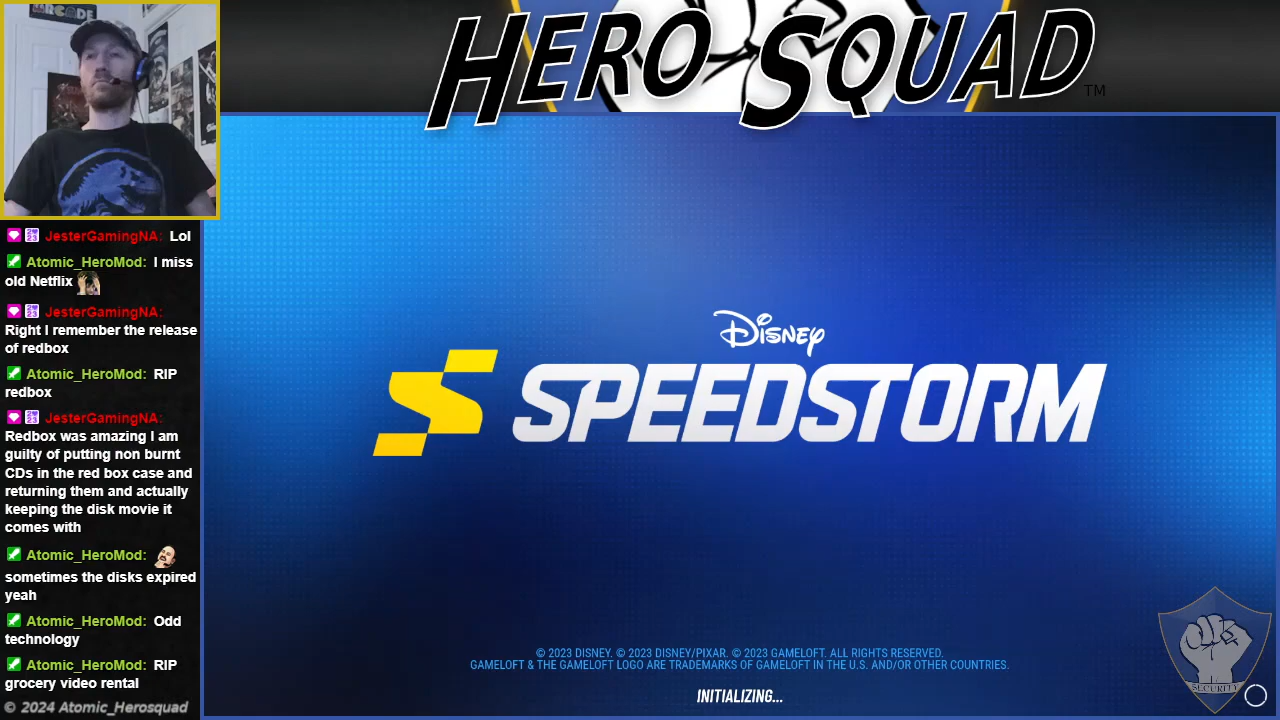 ARCADE
HERO SQUAD
TM
JesterGamingNA: Lol
Atomic_HeroMod: I miss
old Netflix
JesterGamingNA:
Right I remember the release
of redbox
Atomic_HeroMod: RIP
redbox
JesterGamingNA:
Redbox was amazing I am
guilty of putting non burnt
CDs in the red box case and
returning them and actually
keeping the disk movie it
comes with
Atomic_HeroMod:
sometimes the disks expired
yeah
Atomic_HeroMod: Odd
technology
Atomic_HeroMod: RIP
grocery video rental
© 2024 Atomic_Herosquad
Disney
SPEEDSTORM
© 2023 DISNEY. © 2023 DISNEY/PIXAR. © 2023 GAMELOFT. ALL RIGHTS RESERVED.
GAMELOFT & THE GAMELOFT LOGO ARE TRADEMARKS OF GAMELOFT IN THE U.S. AND/OR OTHER COUNTRIES.
INITIALIZING...
SECURITY